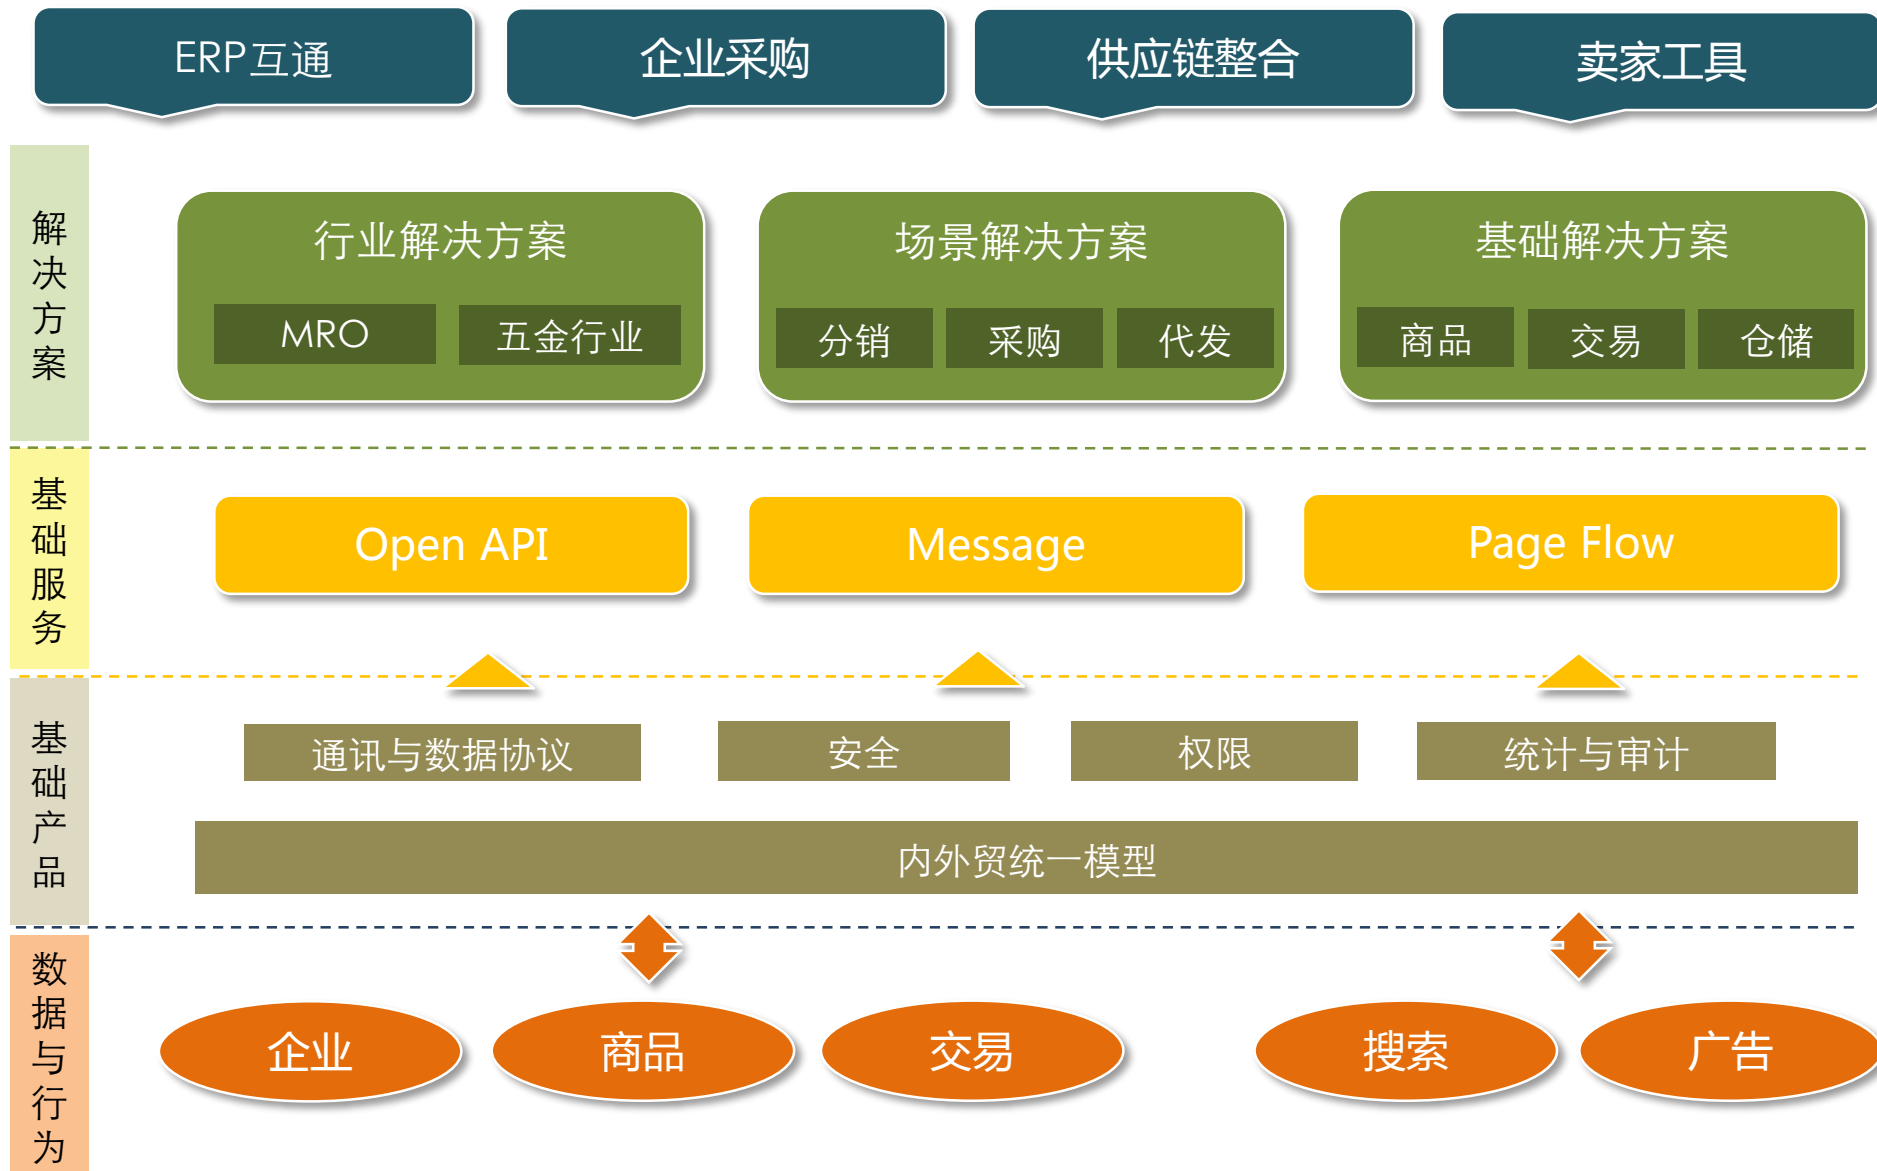 ERP互通
企业采购
供应链整合
卖家工具
解决方案
行业解决方案
MRO
五金行业
场景解决方案
分销
采购
代发
基础解决方案
商品
交易
仓储
基础服务
Open API
Message
Page Flow
基础产品
通讯与数据协议
安全
权限
统计与审计
内外贸统一模型
数据与行为
企业
商品
交易
搜索
广告